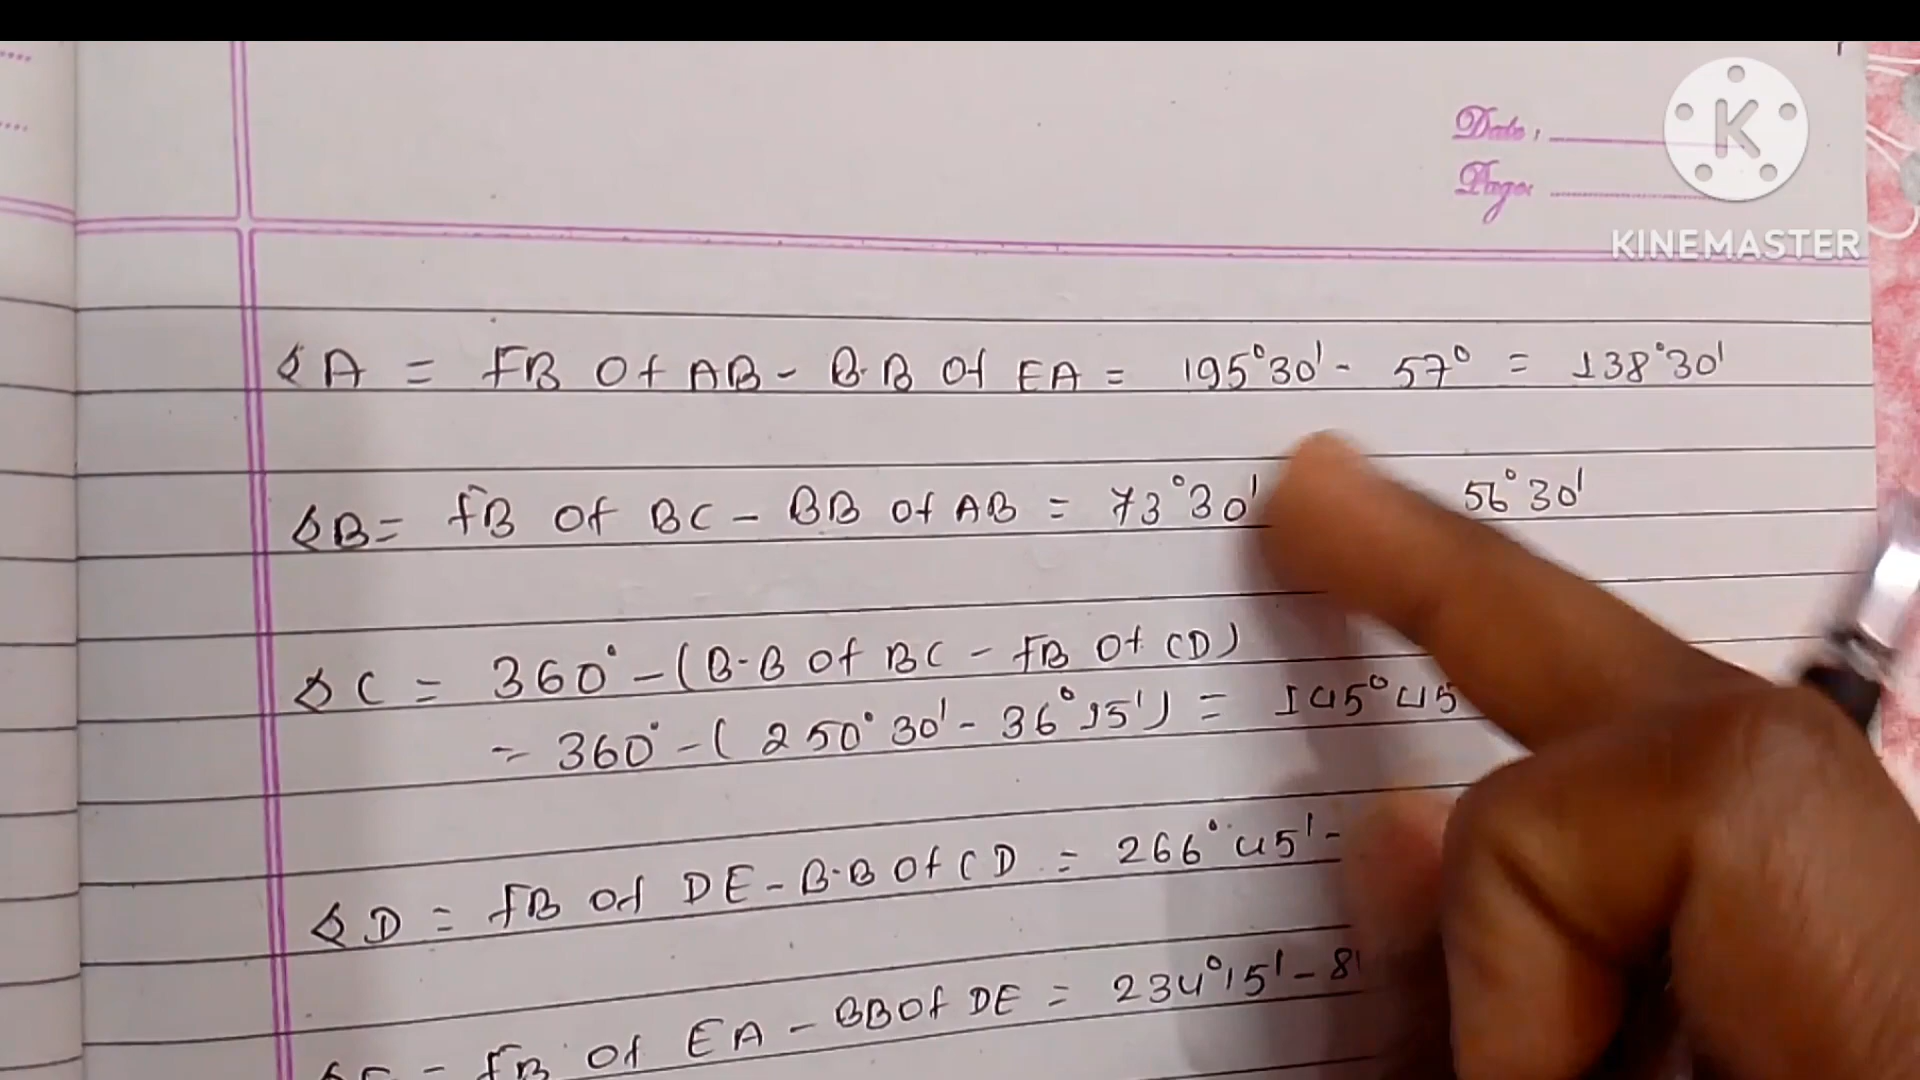 Date:
Page:
KINEMASTER
∠A = FB Of AB - B.B Of EA = 195°30' - 57° = 138°30'
∠B = FB Of BC - BB of AB = 73°30' 56°30'
∠C = 360° - (B.B Of BC - FB Of CD)
= 360° - (250°30' - 36°15') = 145°45
∠D = FB Of DE - B.B Of CD = 266°45' -
= FB Of EA - BB Of DE = 234°15' - 8